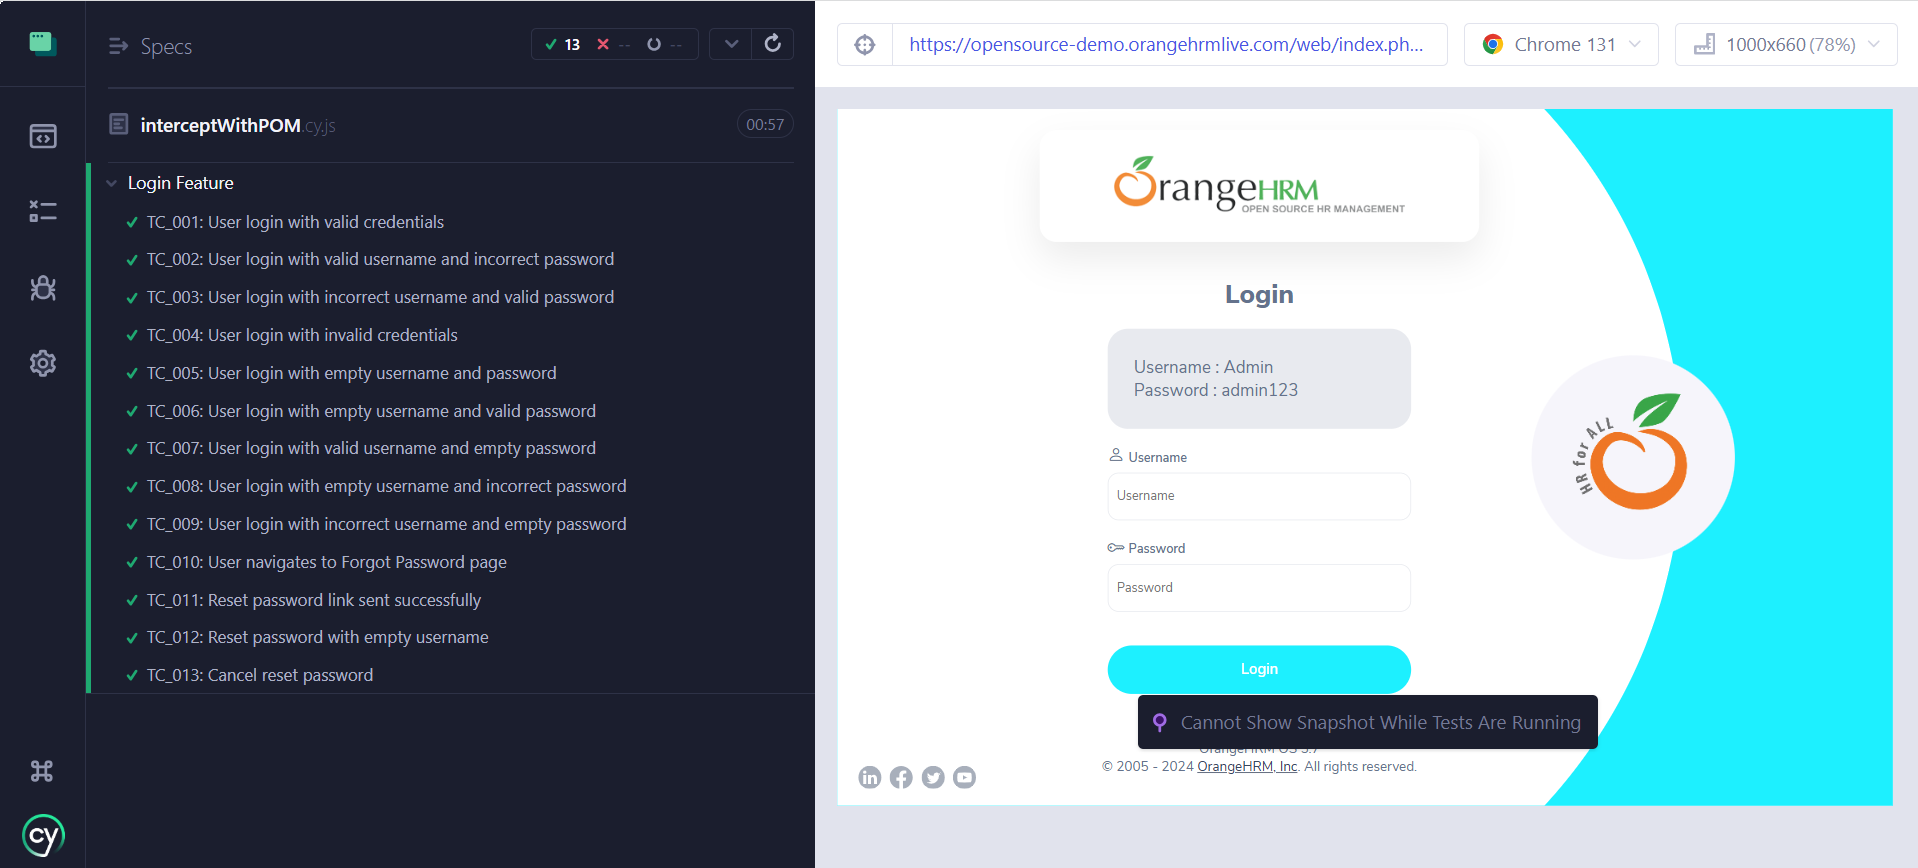 Specs
13 -- --
interceptWithPOM.cy.js
00:57
Login Feature
TC_001: User login with valid credentials
TC_002: User login with valid username and incorrect password
TC_003: User login with incorrect username and valid password
TC_004: User login with invalid credentials
TC_005: User login with empty username and password
TC_006: User login with empty username and valid password
TC_007: User login with valid username and empty password
TC_008: User login with empty username and incorrect password
TC_009: User login with incorrect username and empty password
TC_010: User navigates to Forgot Password page
TC_011: Reset password link sent successfully
TC_012: Reset password with empty username
TC_013: Cancel reset password
cy
https://opensource-demo.orangehrmlive.com/web/index.ph...
Chrome 131
1000x660 (78%)
OrangeHRM
OPEN SOURCE HR MANAGEMENT
Login
Username : Admin
Password : admin123
Username
Username
Password
Password
Login
HR for ALL
Cannot Show Snapshot While Tests Are Running
OrangeHRM OS 5.7
© 2005 - 2024 OrangeHRM, Inc. All rights reserved.